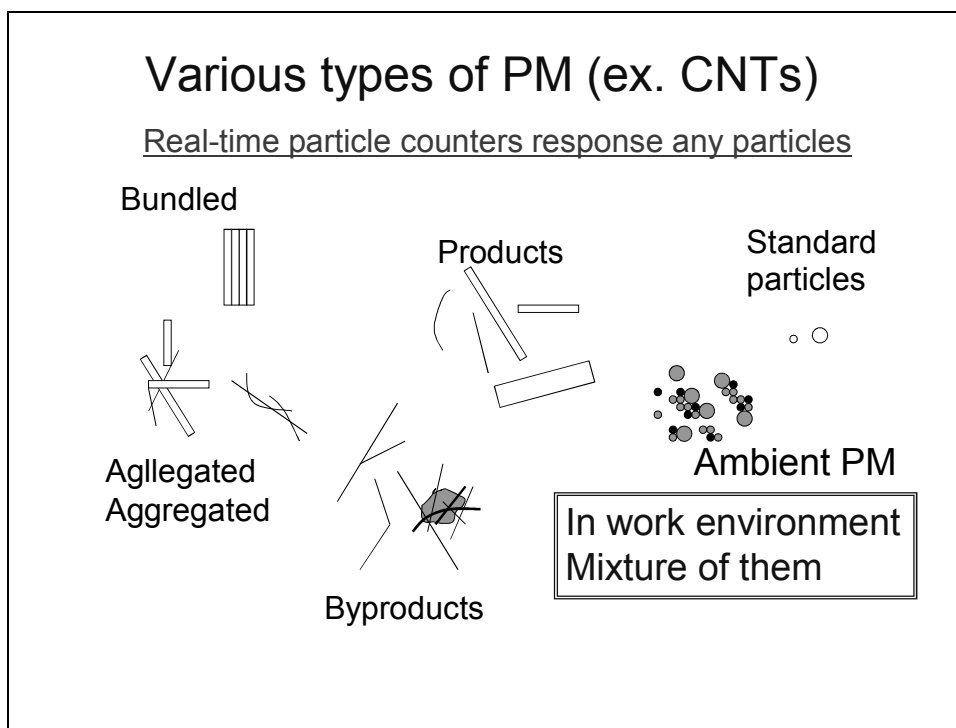 Various types of PM (ex. CNTs)
Real-time particle counters response any particles
Bundled
Products
Standard
particles
Agllegated
Aggregated
Ambient PM
In work environment
Mixture of them
Byproducts